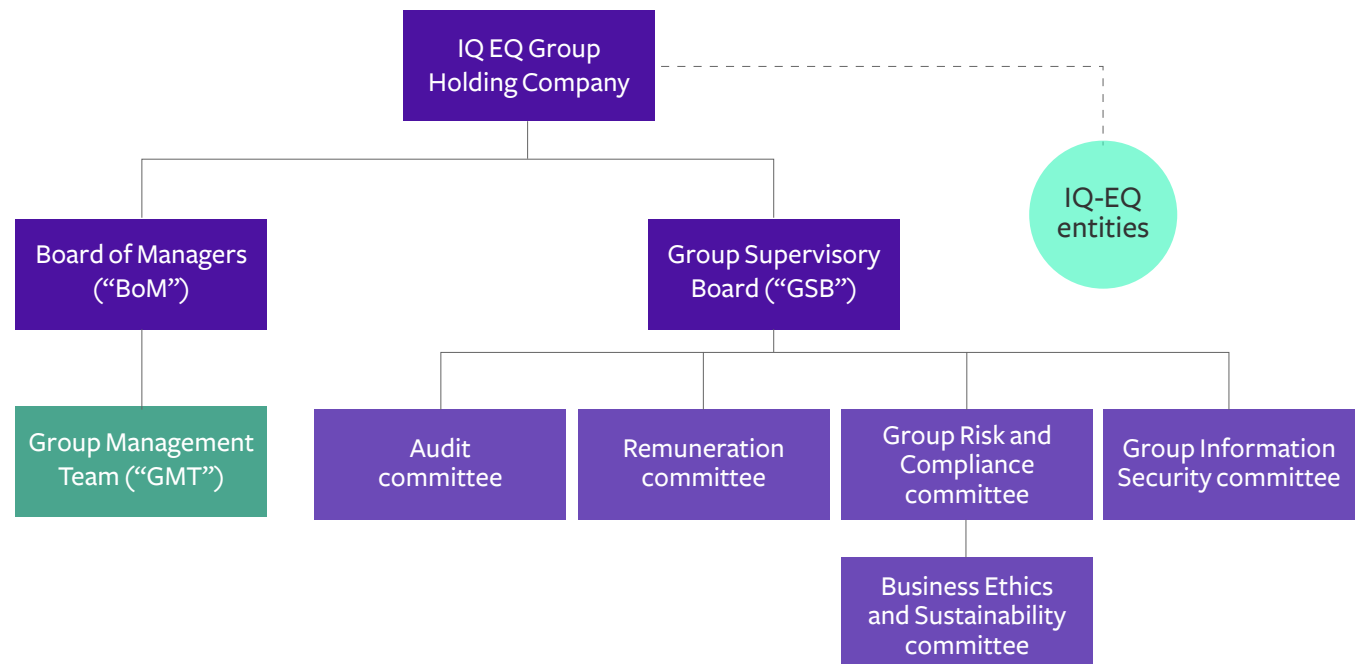 IQ EQ Group
Holding Company
IQ-EQ
entities
Board of Managers
(“BoM”)
Group Supervisory
Board (“GSB”)
Group Management
Team (“GMT”)
Audit
committee
Remuneration
committee
Group Risk and
Compliance
committee
Group Information
Security committee
Business Ethics
and Sustainability
committee